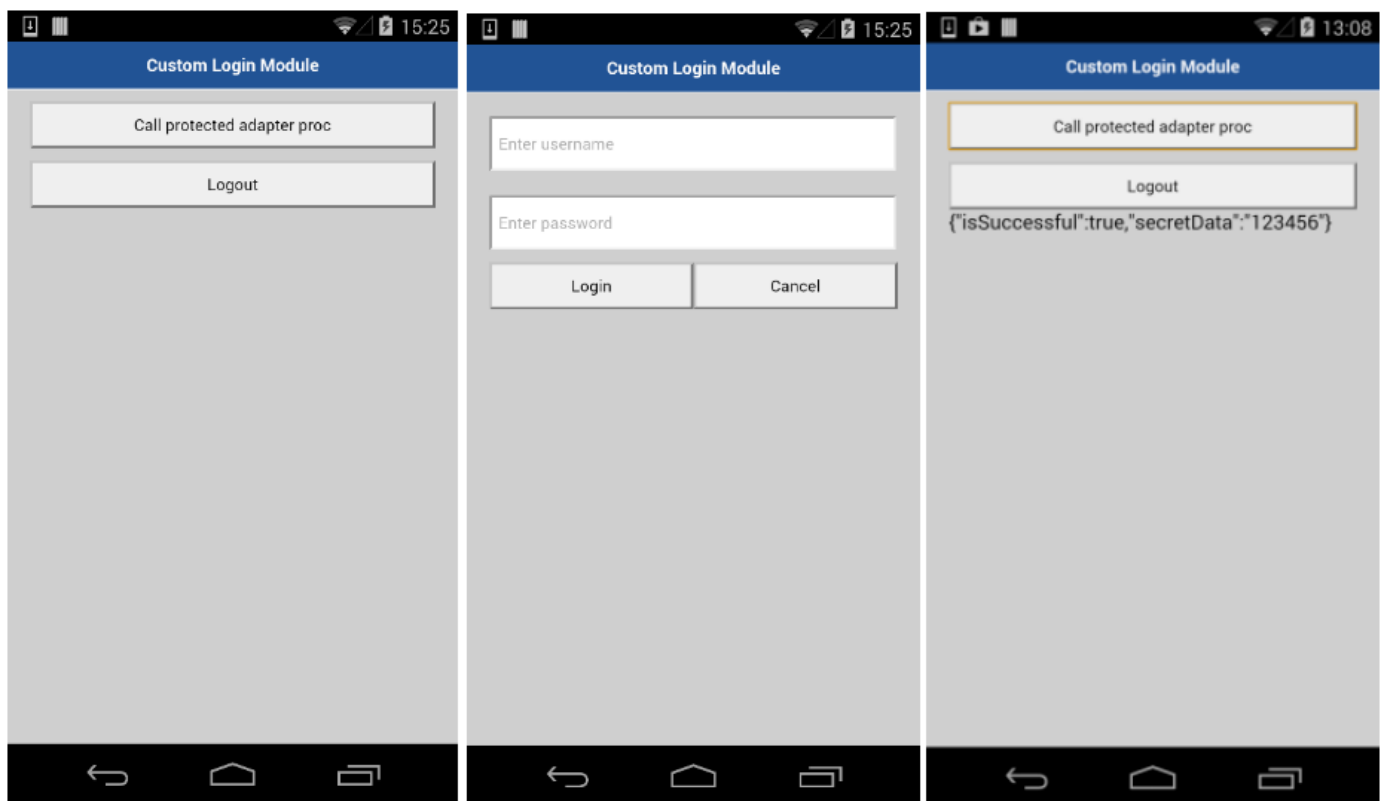 15:25
Custom Login Module
Call protected adapter proc
Logout
15:25
Custom Login Module
Enter username
Enter password
Login Cancel
13:08
Custom Login Module
Call protected adapter proc
Logout
{"isSuccessful":true,"secretData":"123456"}